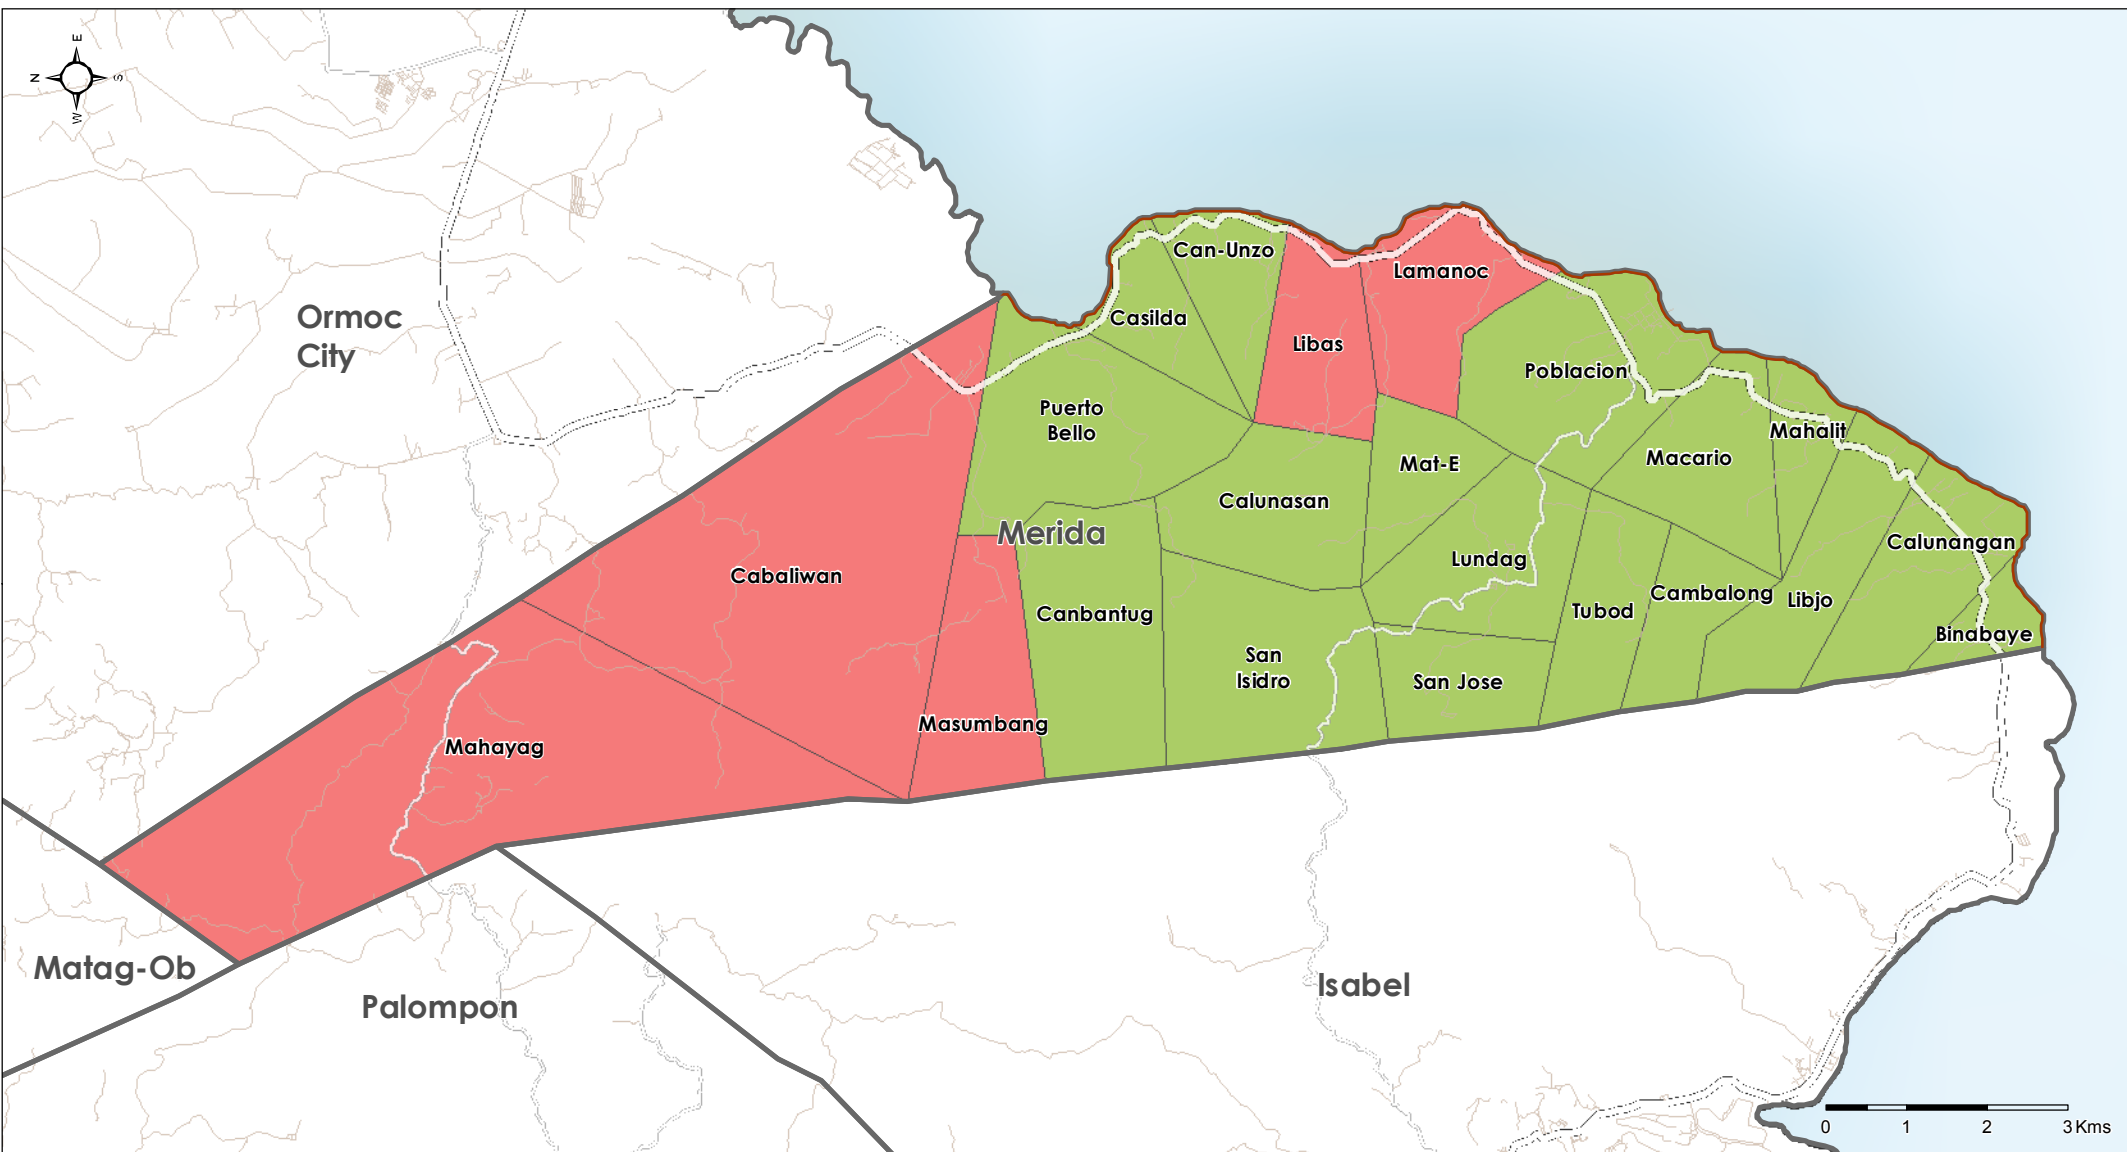 E
N
S
W
Can-Unzo
Lamanoc
Ormoc
City
Casilda
Libas
Poblacion
Puerto
Bello
Mahalit
Mat-E
Macario
Calunasan
Merida
Calunangan
Lundag
Cabaliwan
Cambalong
Libjo
Tubod
Canbantug
Binabaye
San
Isidro
San Jose
Masumbang
Mahayag
Matag-Ob
Isabel
Palompon
0 1 2 3 Kms